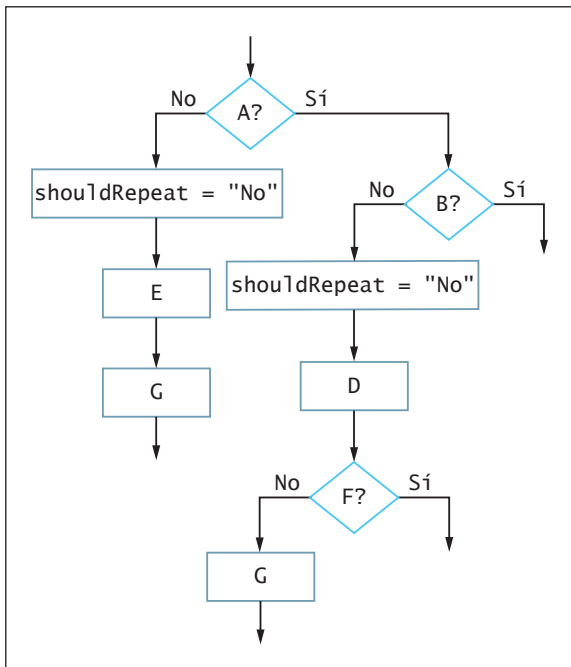 No Sí
A?
shouldRepeat = "No"
No Sí
B?
E
shouldRepeat = "No"
G
D
No Sí
F?
G